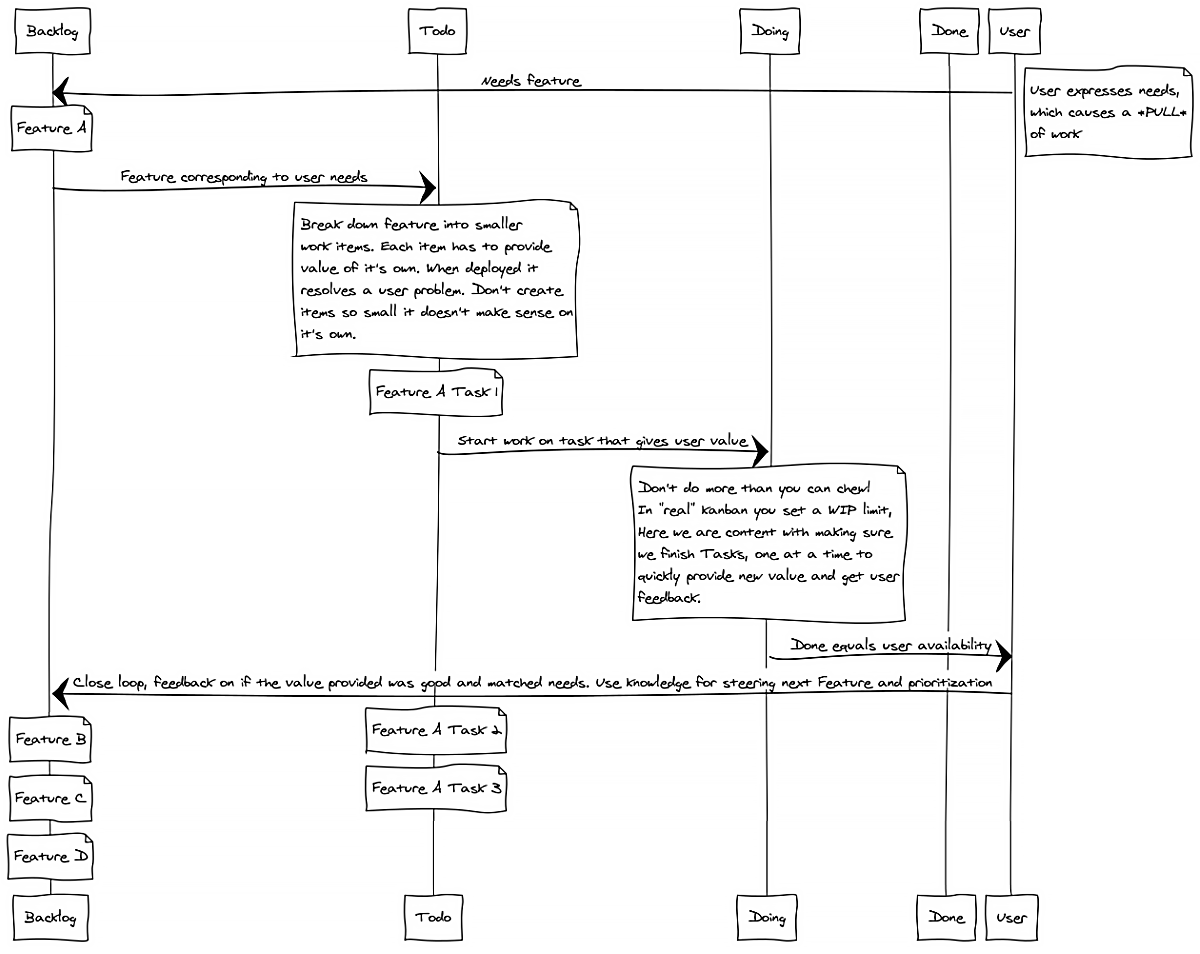 Backlog
Todo
Doing
Done
User
Needs feature
User expresses needs,
which causes a *PULL*
of work
Feature A
Feature corresponding to user needs
Break down feature into smaller
work items. Each item has to provide
value of it's own. When deployed it
resolves a user problem. Don't create
items so small it doesn't make sense on
it's own.
Feature A Task 1
Start work on task that gives user value
Don't do more than you can chew!
In "real" Kanban you set a WIP limit,
Here we are content with making sure
we finish Tasks, one at a time to
quickly provide new value and get user
feedback.
Done equals user availability
Close loop, feedback on if the value provided was good and matched needs. Use knowledge for steering next Feature and prioritization
Feature B
Feature A Task 2
Feature A Task 3
Feature C
Feature D
Backlog
Todo
Doing
Done
User